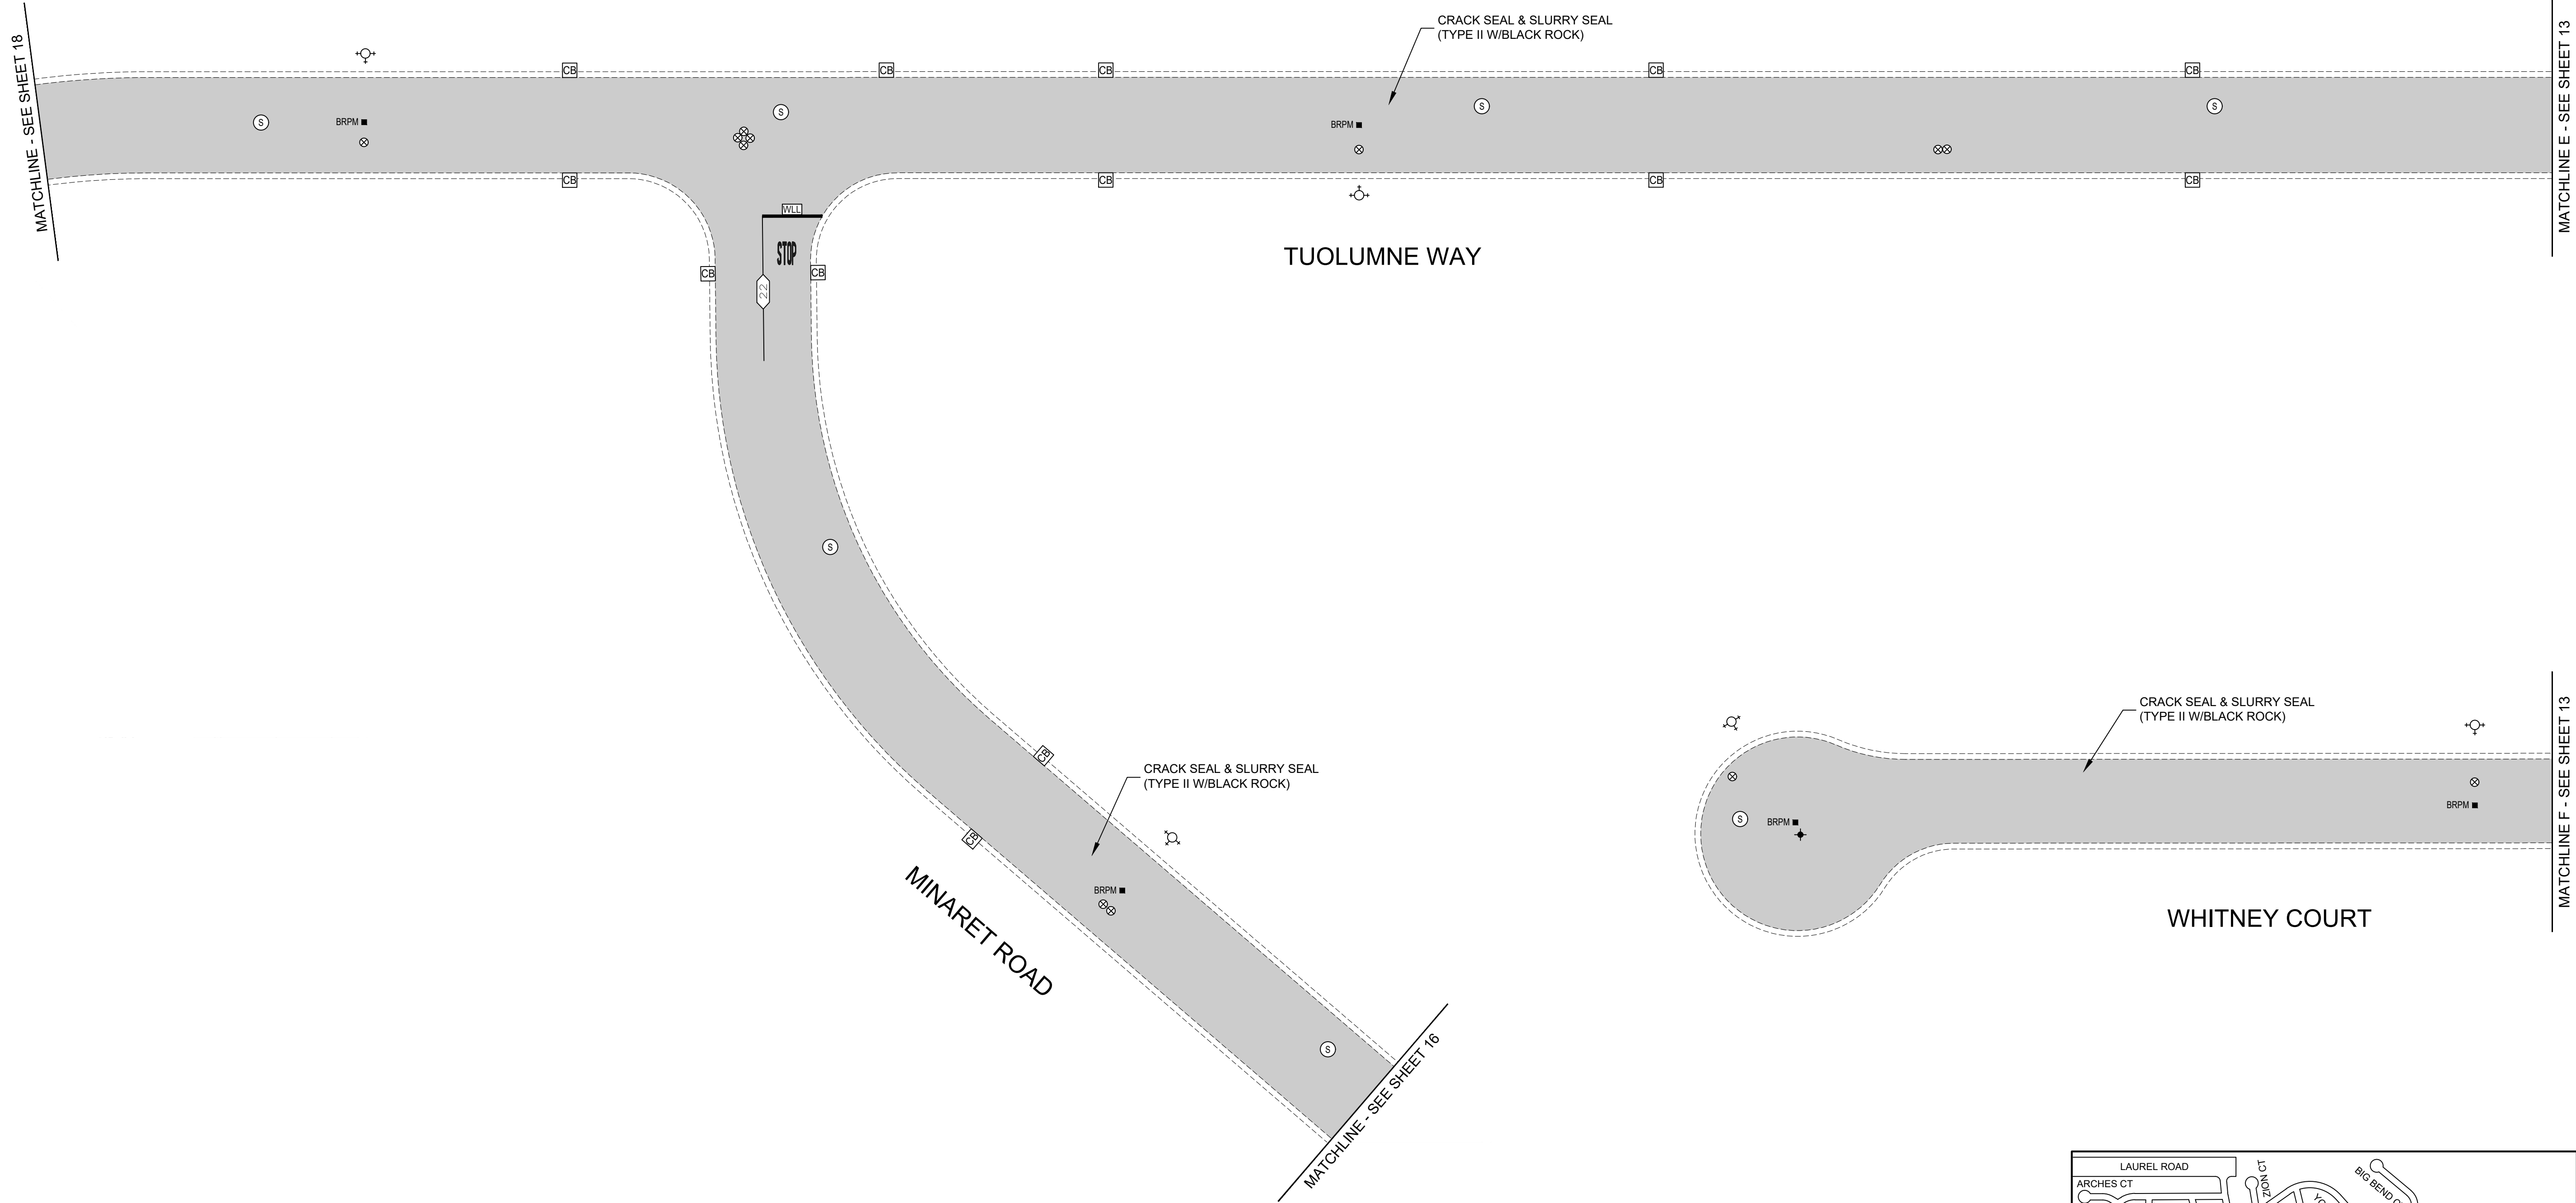 CRACK SEAL & SLURRY SEAL
(TYPE II W/BLACK ROCK)
MATCHLINE - SEE SHEET 18
MATCHLINE E - SEE SHEET 13
CB
CB
CB
CB
CB
S
BRPM
S
BRPM
S
S
CB
CB
CB
CB
WLL
STOP
TUOLUMNE WAY
CB
CB
22
S
CRACK SEAL & SLURRY SEAL
(TYPE II W/BLACK ROCK)
MATCHLINE F - SEE SHEET 13
CB
CRACK SEAL & SLURRY SEAL
(TYPE II W/BLACK ROCK)
BRPM
S
BRPM
CB
BRPM
MINARET ROAD
WHITNEY COURT
S
MATCHLINE - SEE SHEET 16
LAUREL ROAD
ARCHES CT
ZION CT
BIG BEND